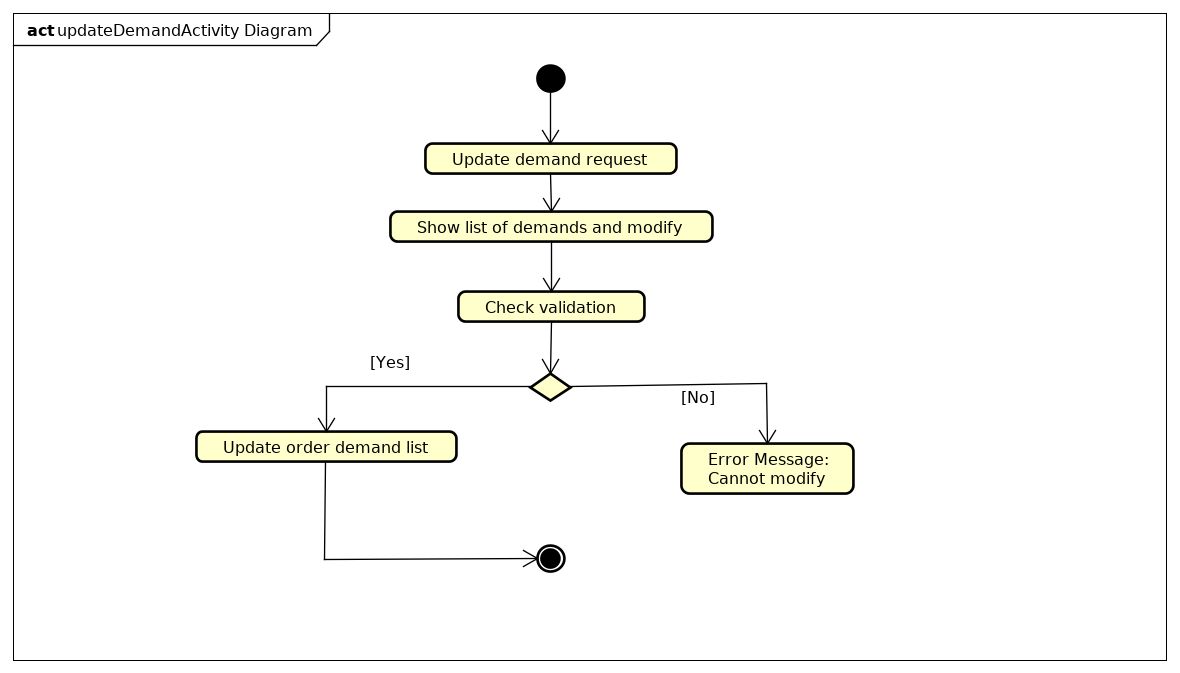 act updateDemandActivity Diagram
Update demand request
Show list of demands and modify
Check validation
[Yes]
[No]
Update order demand list
Error Message:
Cannot modify